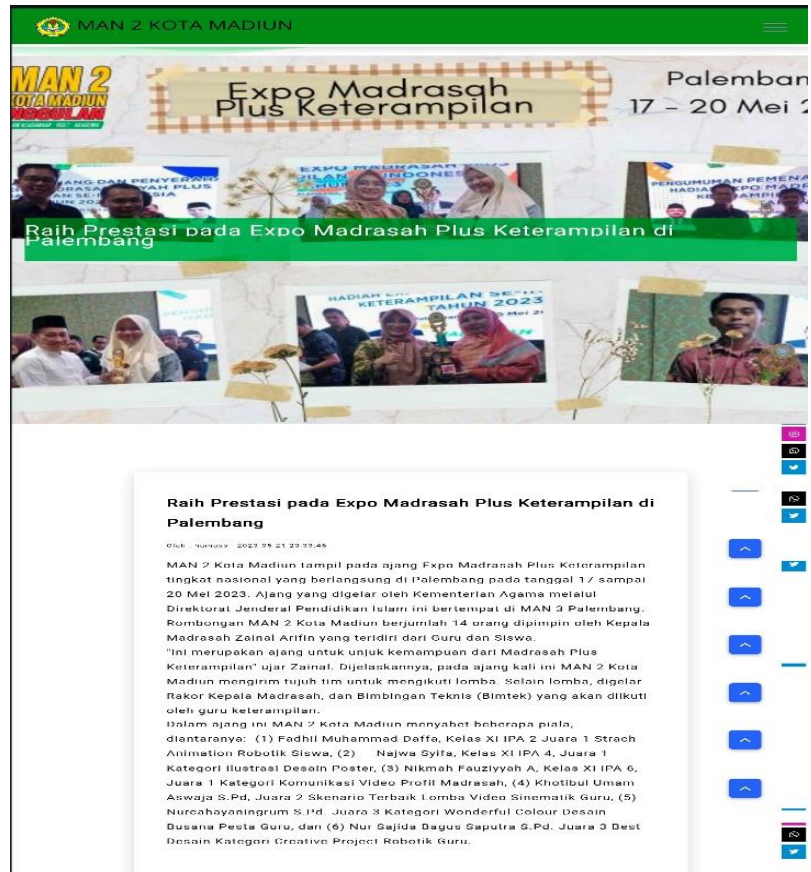 MAN 2 KOTA MADIUN
MAN 2
KOTA MADIUN
Expo Madrasah
Plus Keterampilan
Palemban
17 - 20 Mei 2
EXPO MADRASAH
PENGUMUMAN PEMENA
Raih Prestasi pada Expo Madrasah Plus Keterampilan di
Palembang
KETERAMPILAN SE-I
TAHUN 2023
Raih Prestasi pada Expo Madrasah Plus Keterampilan di
Palembang
MAN 2 Kota Madiun tampil pada ajang Expo Madrasah Plus Keterampilan
tingkat nasional yang berlangsung di Palembang pada tanggal 17 sampai
20 Mei 2023. Ajang yang digelar oleh Kementerian Agama melalui
Direktorat Jenderal Pendidikan Islam ini bertempat di MAN 3 Palembang.
Rombongan MAN 2 Kota Madiun berjumlah 14 orang dipimpin oleh Kepala
Madrasah Zainal Arifin yang teridiri dari Guru dan Siswa.
"Ini merupakan ajang untuk unjuk kemampuan dari Madrasah Plus
Keterampilan" ujar Zainal. Dijelaskannya, pada ajang kali ini MAN 2 Kota
Madiun mengirim tujuh tim untuk mengikuti lomba. Selain lomba, digelar
Rakor Kepala Madrasah, dan Bimbingan Teknis (Bimtek) yang akan diikuti
oleh guru keterampilan.
Dalam ajang ini MAN 2 Kota Madiun menyabet beberapa piala,
diantaranya: (1) Fadhil Muhammad Daffa, Kelas XI IPA 2 Juara 1 Strach
Animation Robotik Siswa, (2) Najwa Syifa, Kelas XI IPA 4, Juara 1
Kategori Ilustrasi Desain Poster, (3) Nikmah Fauziyyah A, Kelas XI IPA 6,
Juara 1 Kategori Komunikasi Video Profil Madrasah, (4) Khotibul Umam
Aswaja S.Pd, Juara 2 Skenario Terbaik Lomba Video Sinematik Guru, (5)
Nurcahayaningrum S.Pd. Juara 3 Kategori Wonderful Colour Desain
Busana Pesta Guru, dan (6) Nur Sajida Bagus Saputra S.Pd. Juara 3 Best
Desain Kategori Creative Project Robotik Guru.